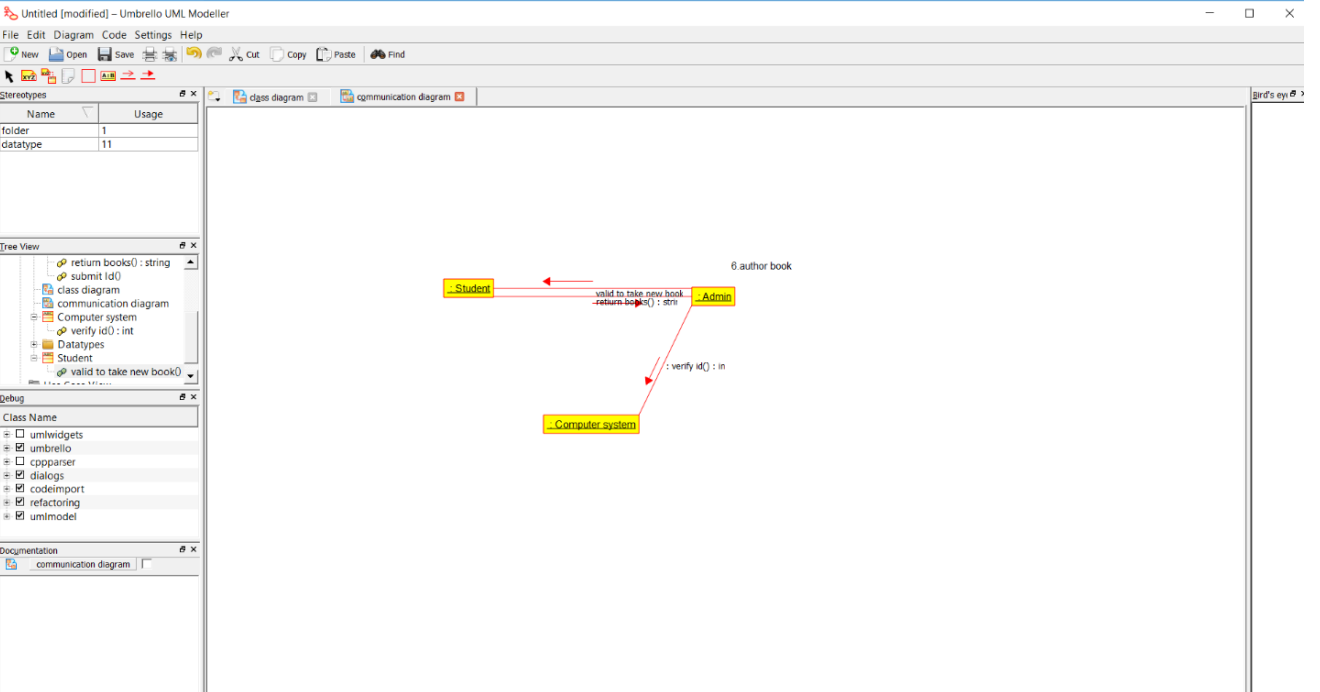 Untitled [modified] – Umbrello UML Modeller
File Edit Diagram Code Settings Help
New Open Save Cut Copy Paste Find
XYZ A:B
Stereotypes
class diagram communication diagram
Bird's eye
Name Usage
folder 1
datatype 11
Tree View
retiurn books() : string
submit Id()
class diagram
communication diagram
Computer system
verify id() : int
Datatypes
Student
valid to take new book()
Debug
Class Name
umlwidgets
umbrello
cppparser
dialogs
codeimport
refactoring
umlmodel
Documentation
communication diagram
6.author book
: Student
valid to take new book
retiurn books() : strin
: Admin
: verify id() : in
: Computer system